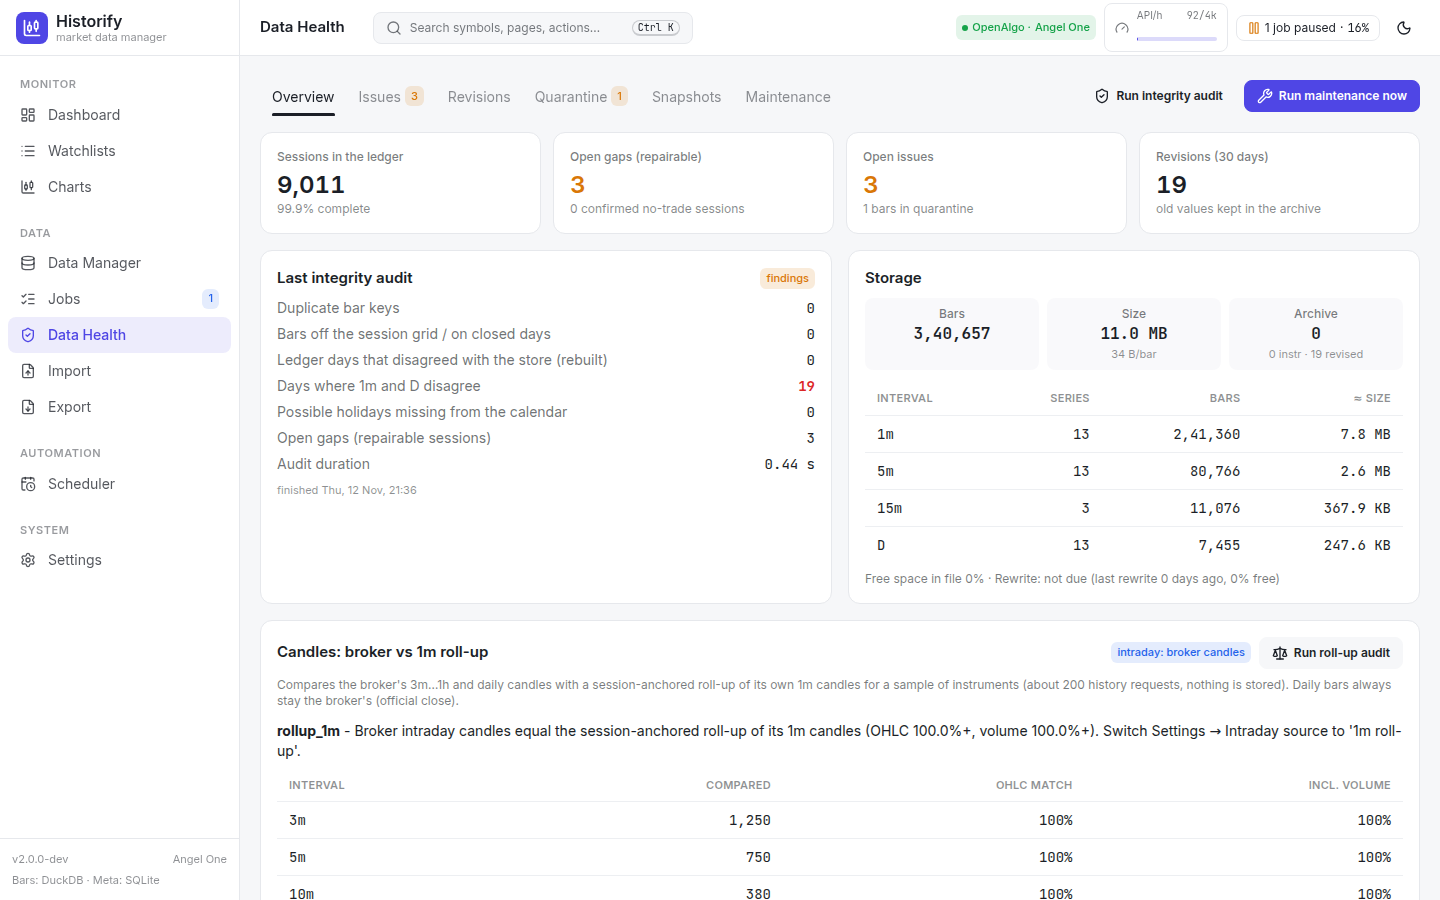 Historify
market data manager
Data Health
Search symbols, pages, actions...
Ctrl K
OpenAlgo · Angel One
API/h 92/4k
1 job paused · 16%
MONITOR
Dashboard
Watchlists
Charts
DATA
Data Manager
Jobs 1
Data Health
Import
Export
AUTOMATION
Scheduler
SYSTEM
Settings
v2.0.0-dev Angel One
Bars: DuckDB · Meta: SQLite
Overview Issues 3 Revisions Quarantine 1 Snapshots Maintenance
Run integrity audit
Run maintenance now
Sessions in the ledger
9,011
99.9% complete
Open gaps (repairable)
3
0 confirmed no-trade sessions
Open issues
3
1 bars in quarantine
Revisions (30 days)
19
old values kept in the archive
Last integrity audit findings
Duplicate bar keys 0
Bars off the session grid / on closed days 0
Ledger days that disagreed with the store (rebuilt) 0
Days where 1m and D disagree 19
Possible holidays missing from the calendar 0
Open gaps (repairable sessions) 3
Audit duration 0.44 s
finished Thu, 12 Nov, 21:36
Storage
Bars
3,40,657
Size
11.0 MB
34 B/bar
Archive
0
0 instr · 19 revised
INTERVAL SERIES BARS ≈ SIZE
1m 13 2,41,360 7.8 MB
5m 13 80,766 2.6 MB
15m 3 11,076 367.9 KB
D 13 7,455 247.6 KB
Free space in file 0% · Rewrite: not due (last rewrite 0 days ago, 0% free)
Candles: broker vs 1m roll-up
intraday: broker candles
Run roll-up audit
Compares the broker's 3m…1h and daily candles with a session-anchored roll-up of its own 1m candles for a sample of instruments (about 200 history requests, nothing is stored). Daily bars always
stay the broker's (official close).
rollup_1m - Broker intraday candles equal the session-anchored roll-up of its 1m candles (OHLC 100.0%+, volume 100.0%+). Switch Settings → Intraday source to '1m roll-
up'.
INTERVAL COMPARED OHLC MATCH INCL. VOLUME
3m 1,250 100% 100%
5m 750 100% 100%
10m 380 100% 100%